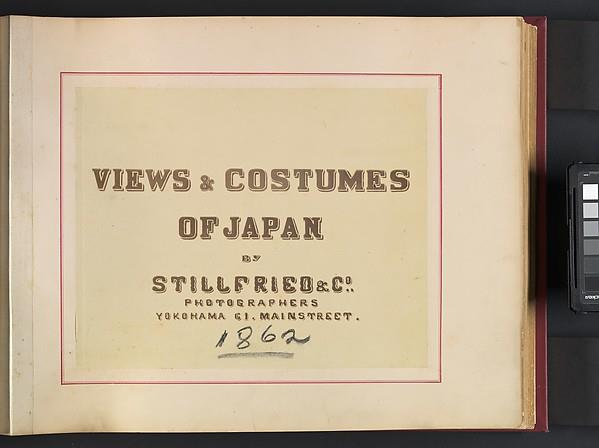 VIEWS & COSTUMES
OF JAPAN
BY
STILLFRIED & Co.
PHOTOGRAPHERS
YOKOHAMA 61. MAINSTREET.
1862